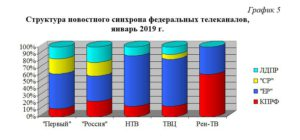 График 5
Структура новостного синхрона федеральных телеканалов,
январь 2019 г.
100%
90%
80%
70%
60%
50%
40%
30%
20%
10%
0%
ЛДПР
"СР"
"ЕР"
КПРФ
"Первый" "Россия" НТВ ТВЦ Рен-ТВ